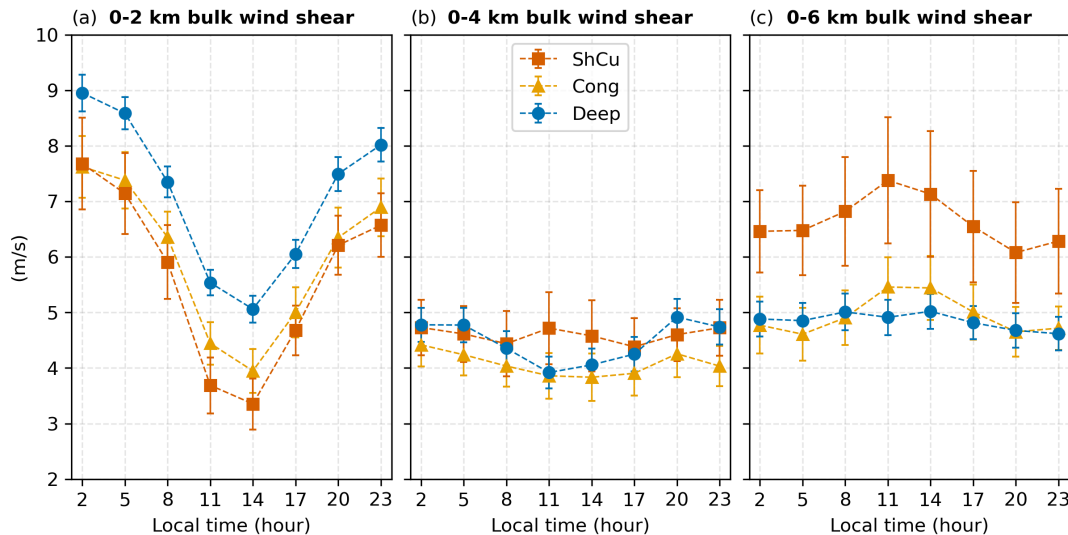 (a) 0-2 km bulk wind shear
(b) 0-4 km bulk wind shear
(c) 0-6 km bulk wind shear
10
9
8
7
6
5
4
3
2
(m/s)
ShCu
Cong
Deep
2 5 8 11 14 17 20 23
2 5 8 11 14 17 20 23
2 5 8 11 14 17 20 23
Local time (hour)
Local time (hour)
Local time (hour)